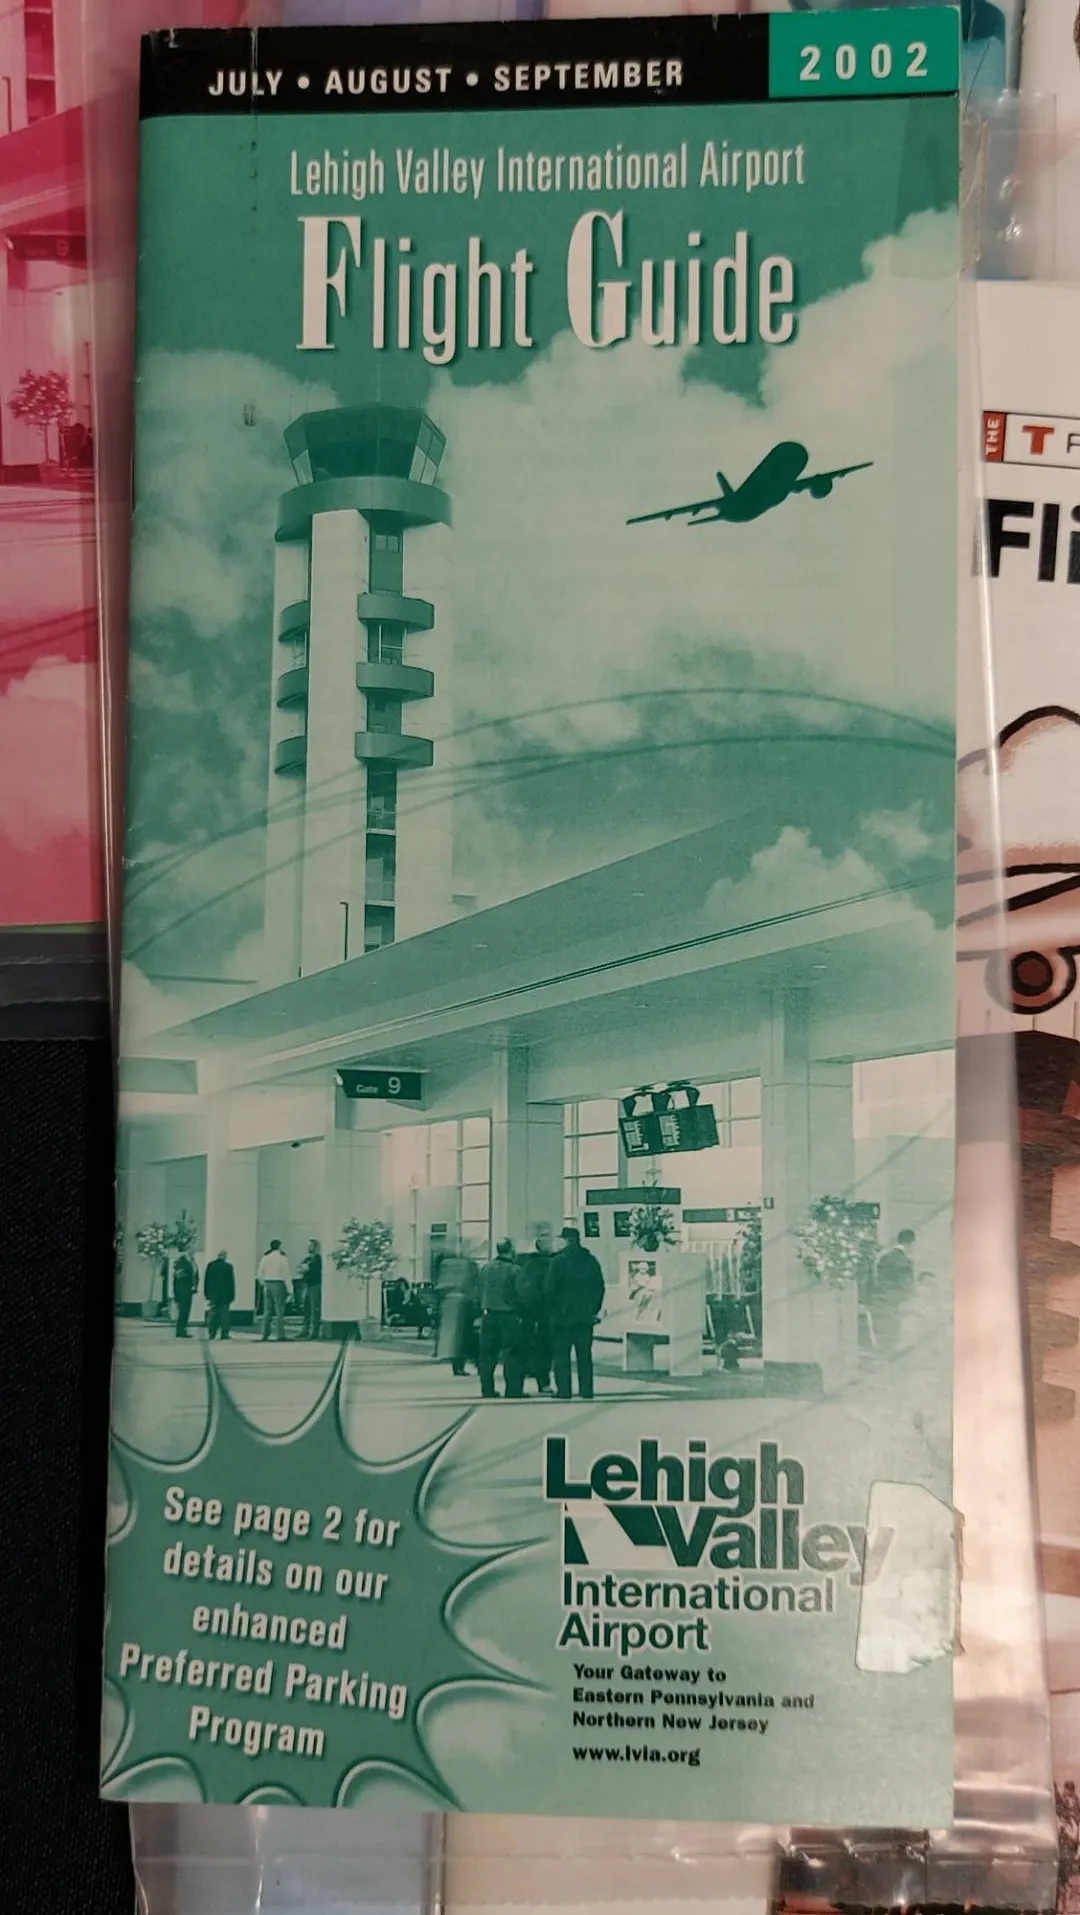 JULY • AUGUST • SEPTEMBER
2002
Lehigh Valley International Airport
Flight Guide
Gate 9
See page 2 for
details on our
enhanced
Preferred Parking
Program
Lehigh
Valley
International
Airport
Your Gateway to
Eastern Pennsylvania and
Northern New Jersey
www.lvia.org
THE
9